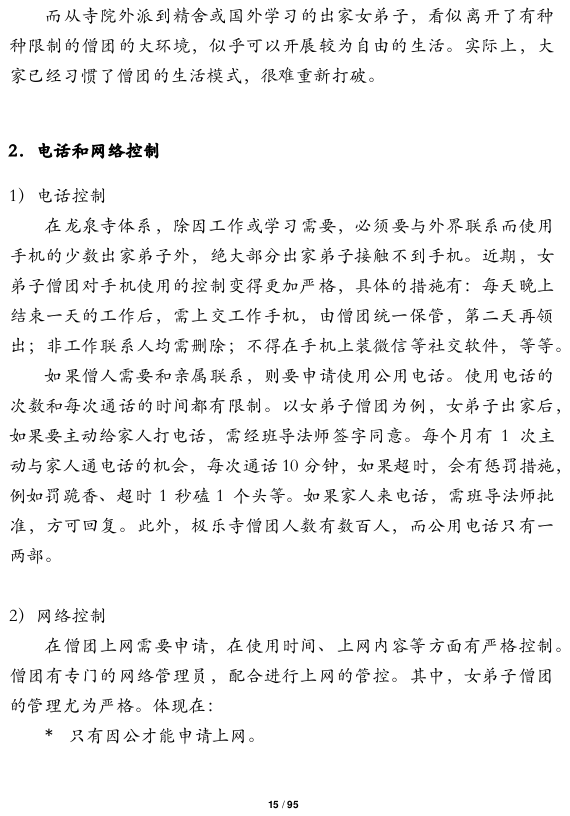 而从寺院外派到精舍或国外学习的出家女弟子，看似离开了有种
种限制的僧团的大环境，似乎可以开展较为自由的生活。实际上，大
家已经习惯了僧团的生活模式，很难重新打破。
2．电话和网络控制
1）电话控制
在龙泉寺体系，除因工作或学习需要，必须要与外界联系而使用
手机的少数出家弟子外，绝大部分出家弟子接触不到手机。近期，女
弟子僧团对手机使用的控制变得更加严格，具体的措施有：每天晚上
结束一天的工作后，需上交工作手机，由僧团统一保管，第二天再领
出；非工作联系人均需删除；不得在手机上装微信等社交软件，等等。
如果僧人需要和亲属联系，则要申请使用公用电话。使用电话的
次数和每次通话的时间都有限制。以女弟子僧团为例，女弟子出家后，
如果要主动给家人打电话，需经班导法师签字同意。每个月有 1 次主
动与家人通电话的机会，每次通话 10 分钟，如果超时，会有惩罚措施，
例如罚跪香、超时 1 秒磕 1 个头等。如果家人来电话，需班导法师批
准，方可回复。此外，极乐寺僧团人数有数百人，而公用电话只有一
两部。
2）网络控制
在僧团上网需要申请，在使用时间、上网内容等方面有严格控制。
僧团有专门的网络管理员，配合进行上网的管控。其中，女弟子僧团
的管理尤为严格。体现在：
* 只有因公才能申请上网。
15 / 95